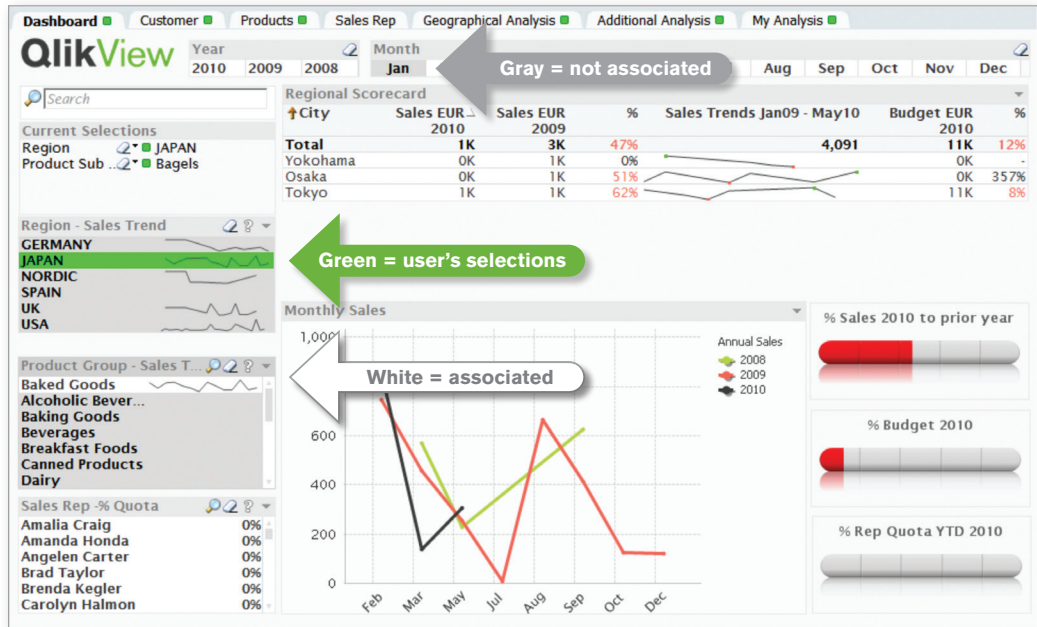 Dashboard Customer Products Sales Rep Geographical Analysis Additional Analysis My Analysis
QlikView
Year
2010 2009 2008
Month
Jan Aug Sep Oct Nov Dec
Gray = not associated
Search
Current Selections
Region JAPAN
Product Sub .. Bagels
Regional Scorecard
City Sales EUR 2010 Sales EUR 2009 % Sales Trends Jan09 - May10 Budget EUR 2010 %
Total 1K 3K 47% 4,091 11K 12%
Yokohama 0K 1K 0% 0K -
Osaka 0K 1K 51% 0K 357%
Tokyo 1K 1K 62% 11K 8%
Region - Sales Trend
GERMANY
JAPAN
NORDIC
SPAIN
UK
USA
Green = user's selections
Product Group - Sales T...
Baked Goods
Alcoholic Bever...
Baking Goods
Beverages
Breakfast Foods
Canned Products
Dairy
White = associated
Sales Rep -% Quota
Amalia Craig 0%
Amanda Honda 0%
Angelen Carter 0%
Brad Taylor 0%
Brenda Kegler 0%
Carolyn Halmon 0%
Monthly Sales
1,000
600
400
200
0
Feb Mar May Jul Aug Sep Oct Dec
Annual Sales
2008
2009
2010
% Sales 2010 to prior year
% Budget 2010
% Rep Quota YTD 2010